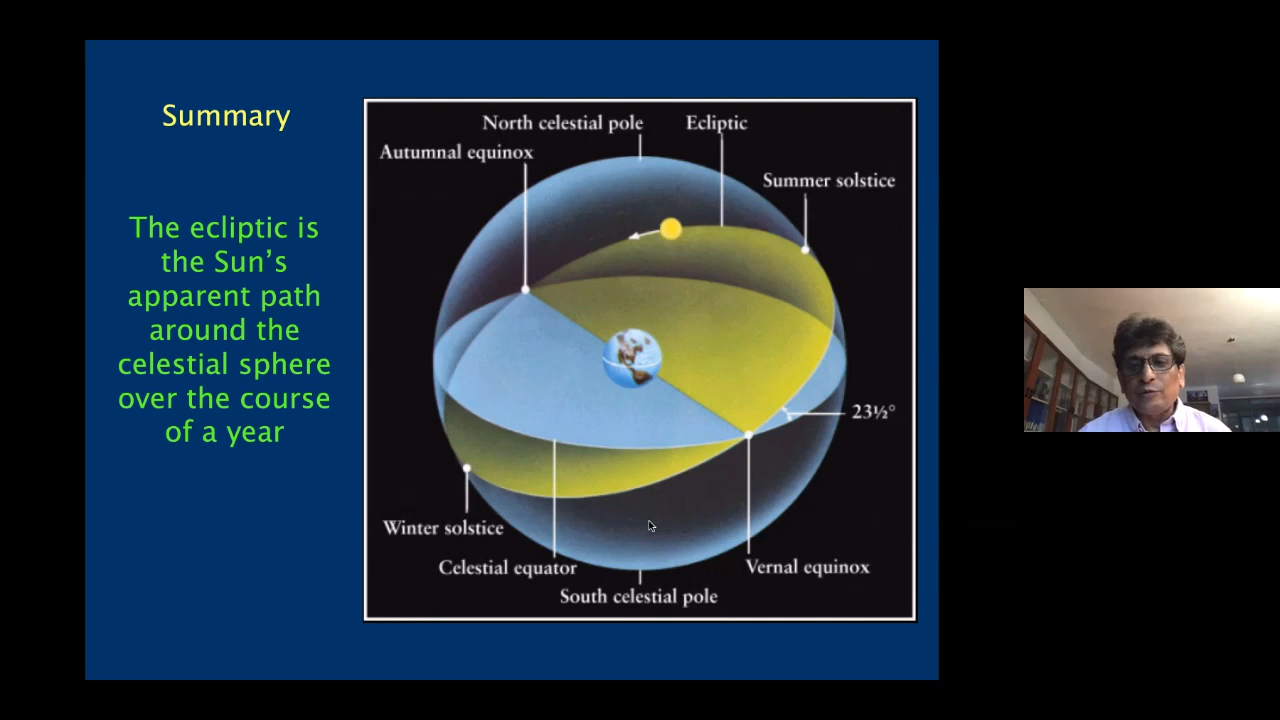 Summary
The ecliptic is
the Sun’s
apparent path
around the
celestial sphere
over the course
of a year
North celestial pole
Ecliptic
Autumnal equinox
Summer solstice
23½°
Winter solstice
Celestial equator
Vernal equinox
South celestial pole